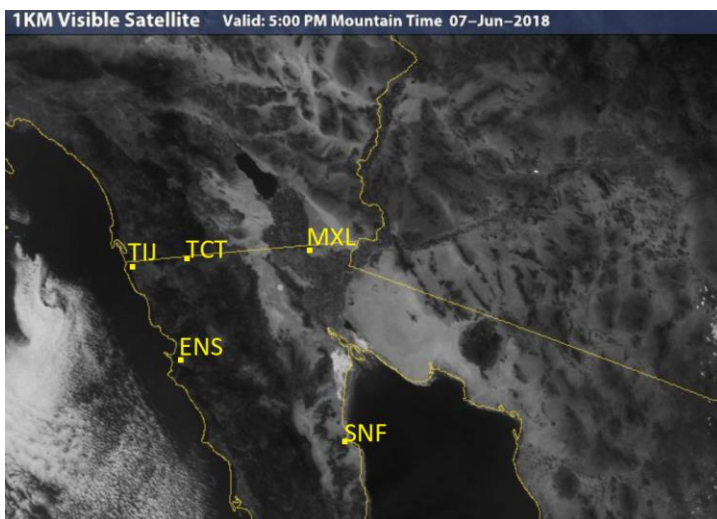 1KM Visible Satellite Valid: 5:00 PM Mountain Time 07-Jun-2018
TIJ TCT MXL
ENS
SNF